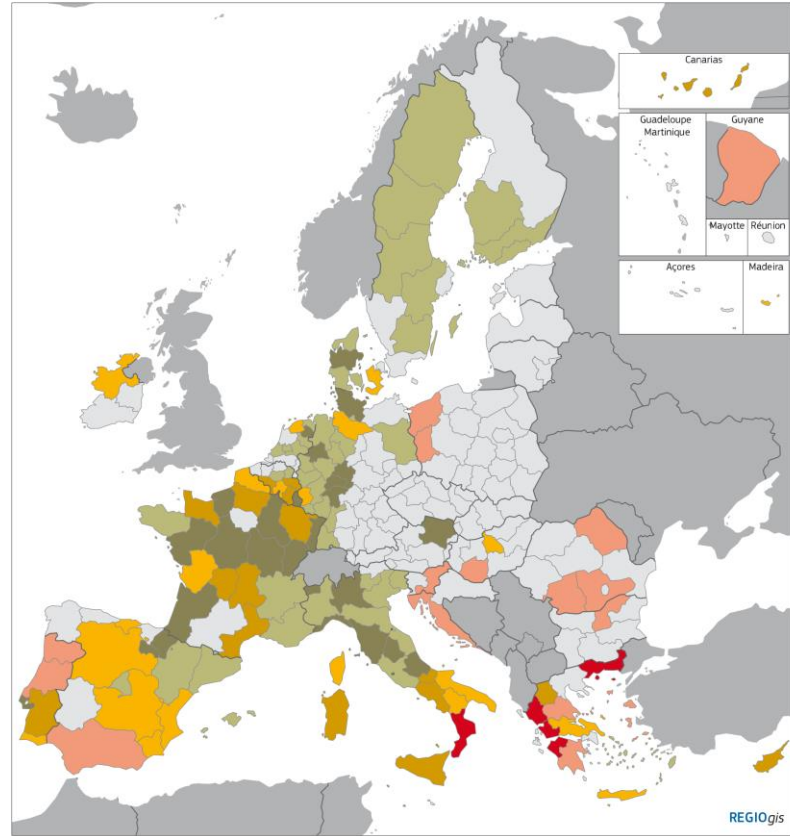 Canarias
Guadeloupe
Martinique
Guyane
Mayotte
Réunion
Açores
Madeira
REGIOgis